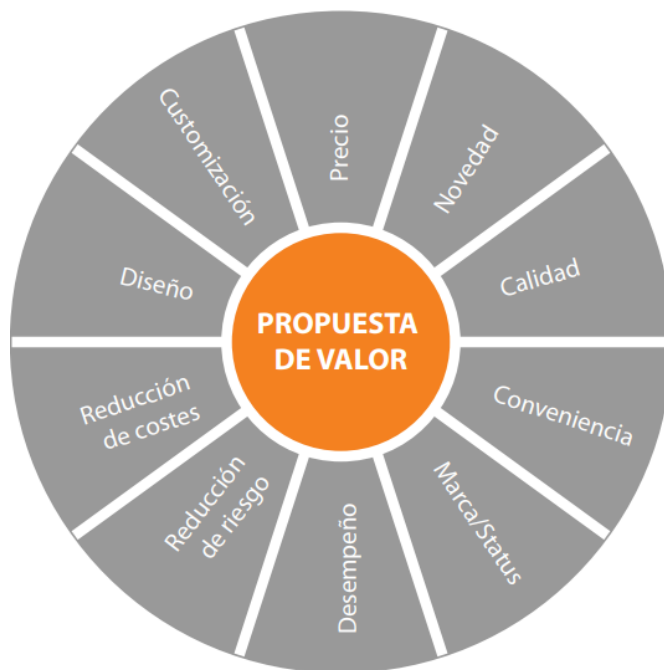 Precio
Novedad
Calidad
Conveniencia
Marca/Status
Desempeño
Reducción
de riesgo
Reducción
de costes
Diseño
Customización
PROPUESTA
DE VALOR